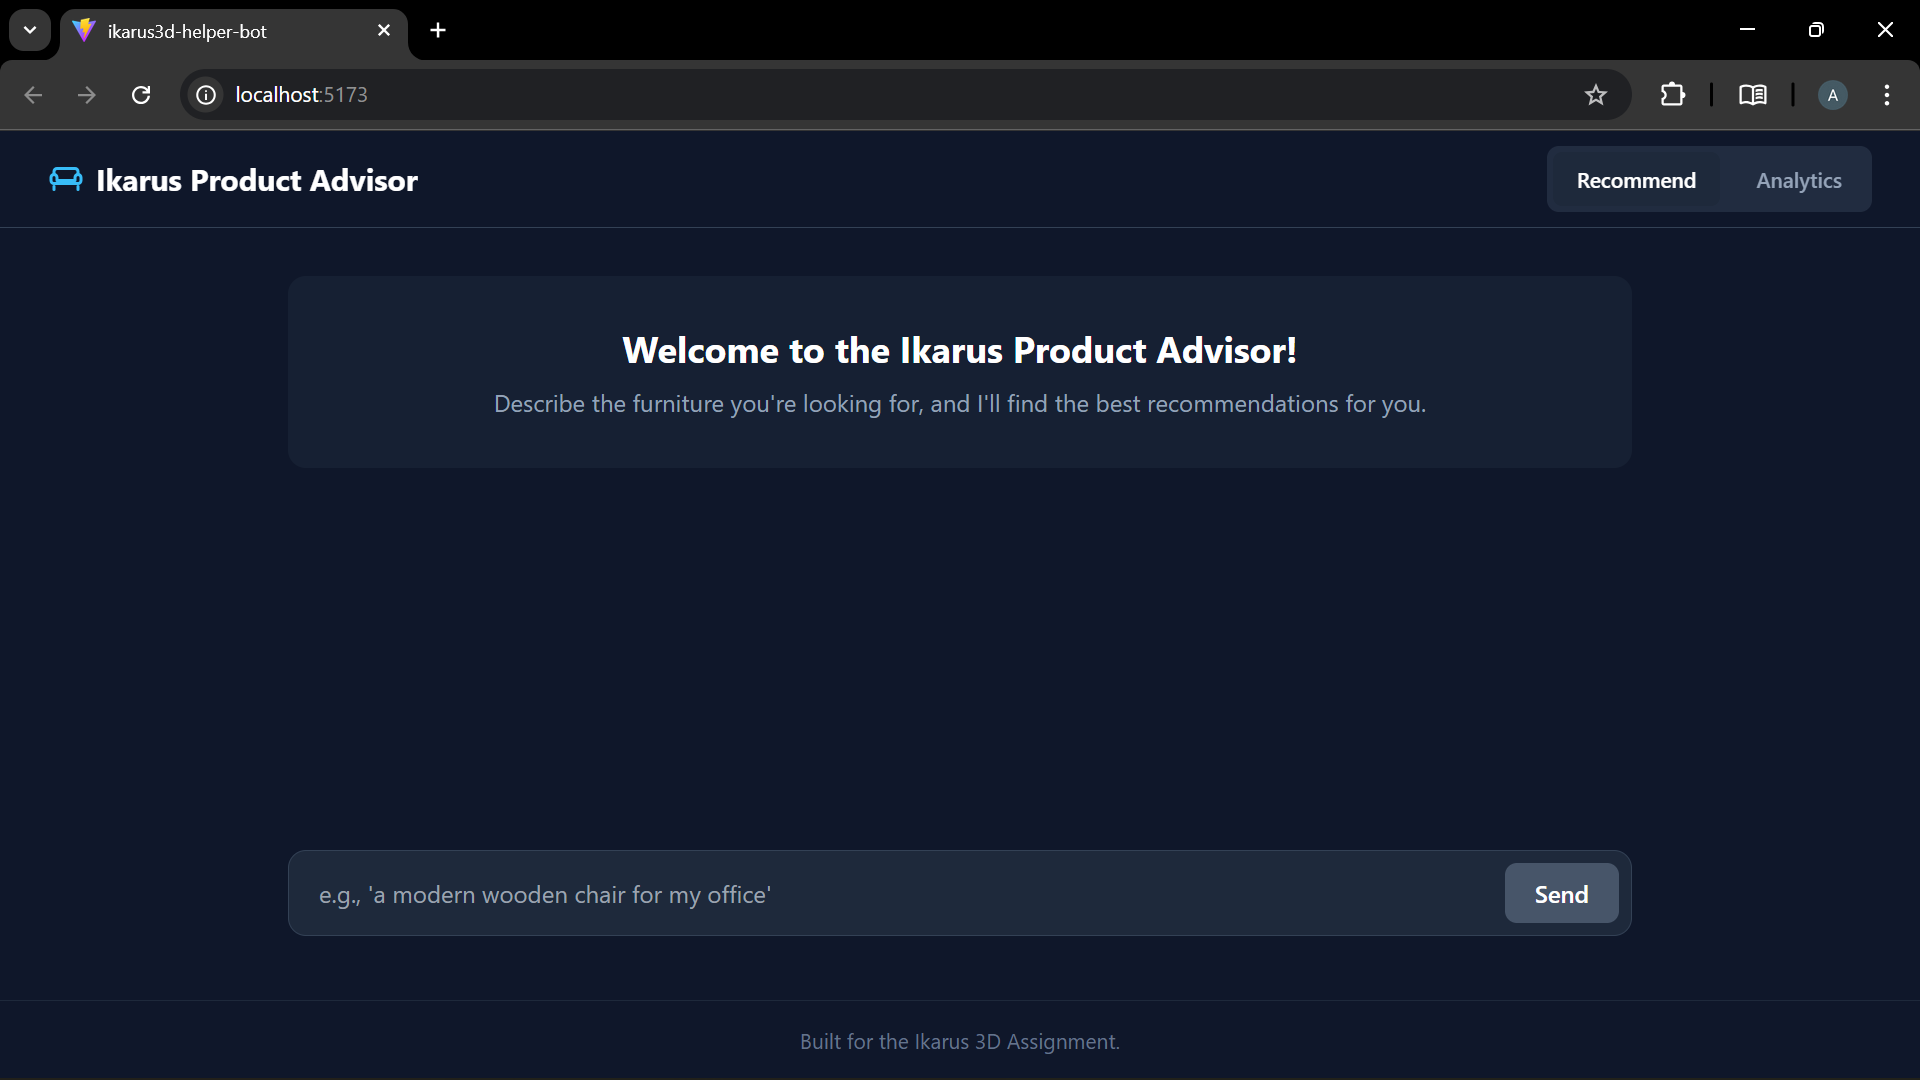 ikarus3d-helper-bot
localhost:5173
A
Ikarus Product Advisor
Recommend
Analytics
Welcome to the Ikarus Product Advisor!
Describe the furniture you're looking for, and I'll find the best recommendations for you.
e.g., 'a modern wooden chair for my office'
Send
Built for the Ikarus 3D Assignment.